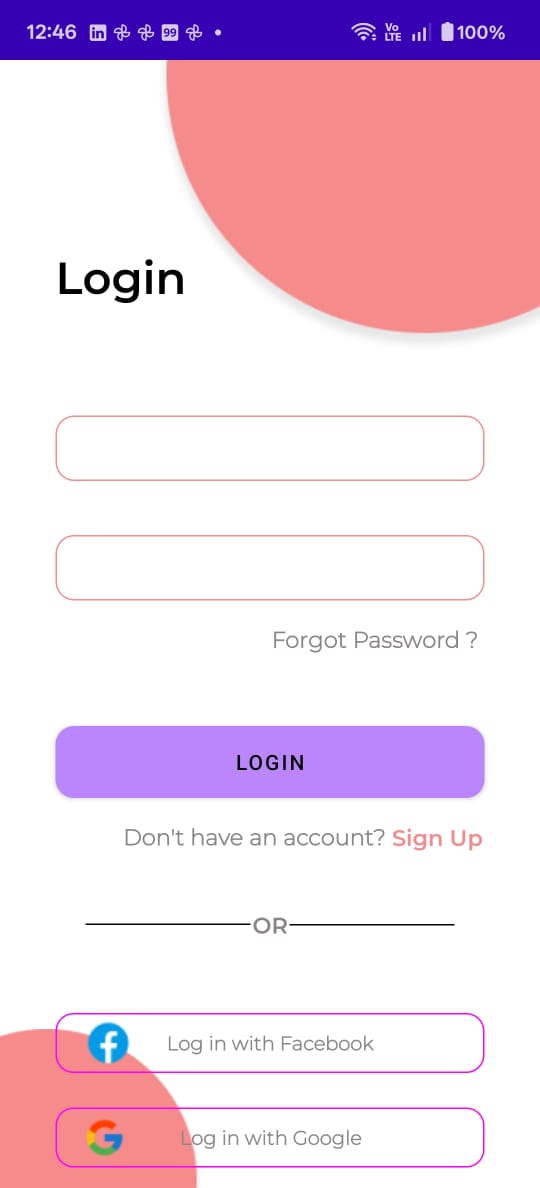 12:46 in 99 Vo LTE 100%
Login
Forgot Password ?
LOGIN
Don't have an account? Sign Up
OR
Log in with Facebook
Log in with Google